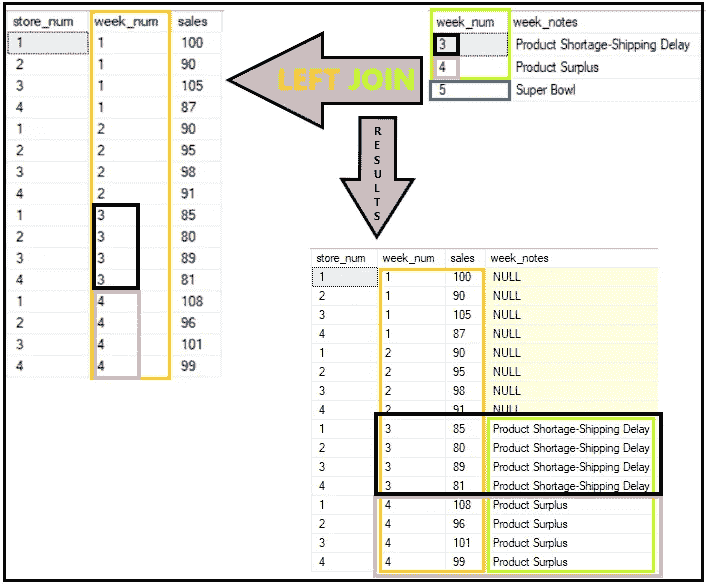 store_num week_num sales
1 1 100
2 1 90
3 1 105
4 1 87
1 2 90
2 2 95
3 2 98
4 2 91
1 3 85
2 3 80
3 3 89
4 3 81
1 4 108
2 4 96
3 4 101
4 4 99
LEFT JOIN
week_num week_notes
3 Product Shortage-Shipping Delay
4 Product Surplus
5 Super Bowl
RESULTS
store_num week_num sales week_notes
1 1 100 NULL
2 1 90 NULL
3 1 105 NULL
4 1 87 NULL
1 2 90 NULL
2 2 95 NULL
3 2 98 NULL
4 2 91 NULL
1 3 85 Product Shortage-Shipping Delay
2 3 80 Product Shortage-Shipping Delay
3 3 89 Product Shortage-Shipping Delay
4 3 81 Product Shortage-Shipping Delay
1 4 108 Product Surplus
2 4 96 Product Surplus
3 4 101 Product Surplus
4 4 99 Product Surplus